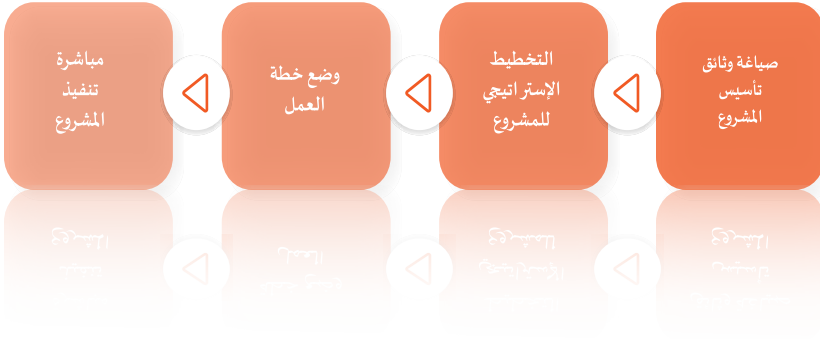 صياغة وثائق
تأسيس
المشروع
التخطيط
الإستراتيجي
للمشروع
وضع خطة
العمل
مباشرة
تنفيذ
المشروع